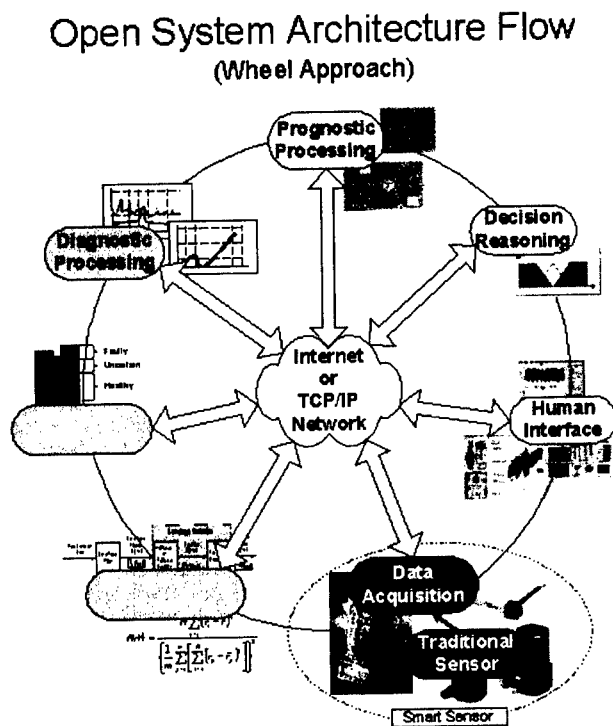 Open System Architecture Flow
(Wheel Approach)
Prognostic
Processing
Decision
Reasoning
Diagnostic
Processing
Internet
or
TCP/IP
Network
Faulty
Uncertain
Healthy
Human
Interface
Data
Acquisition
Traditional
Sensor
Smart Sensor